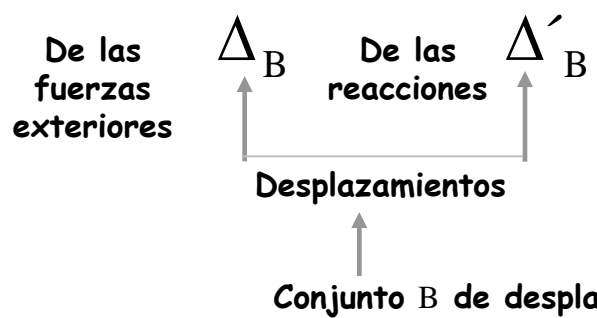 De las fuerzas exteriores
Δ_B
De las reacciones
Δ´_B
Desplazamientos
Conjunto B de despla